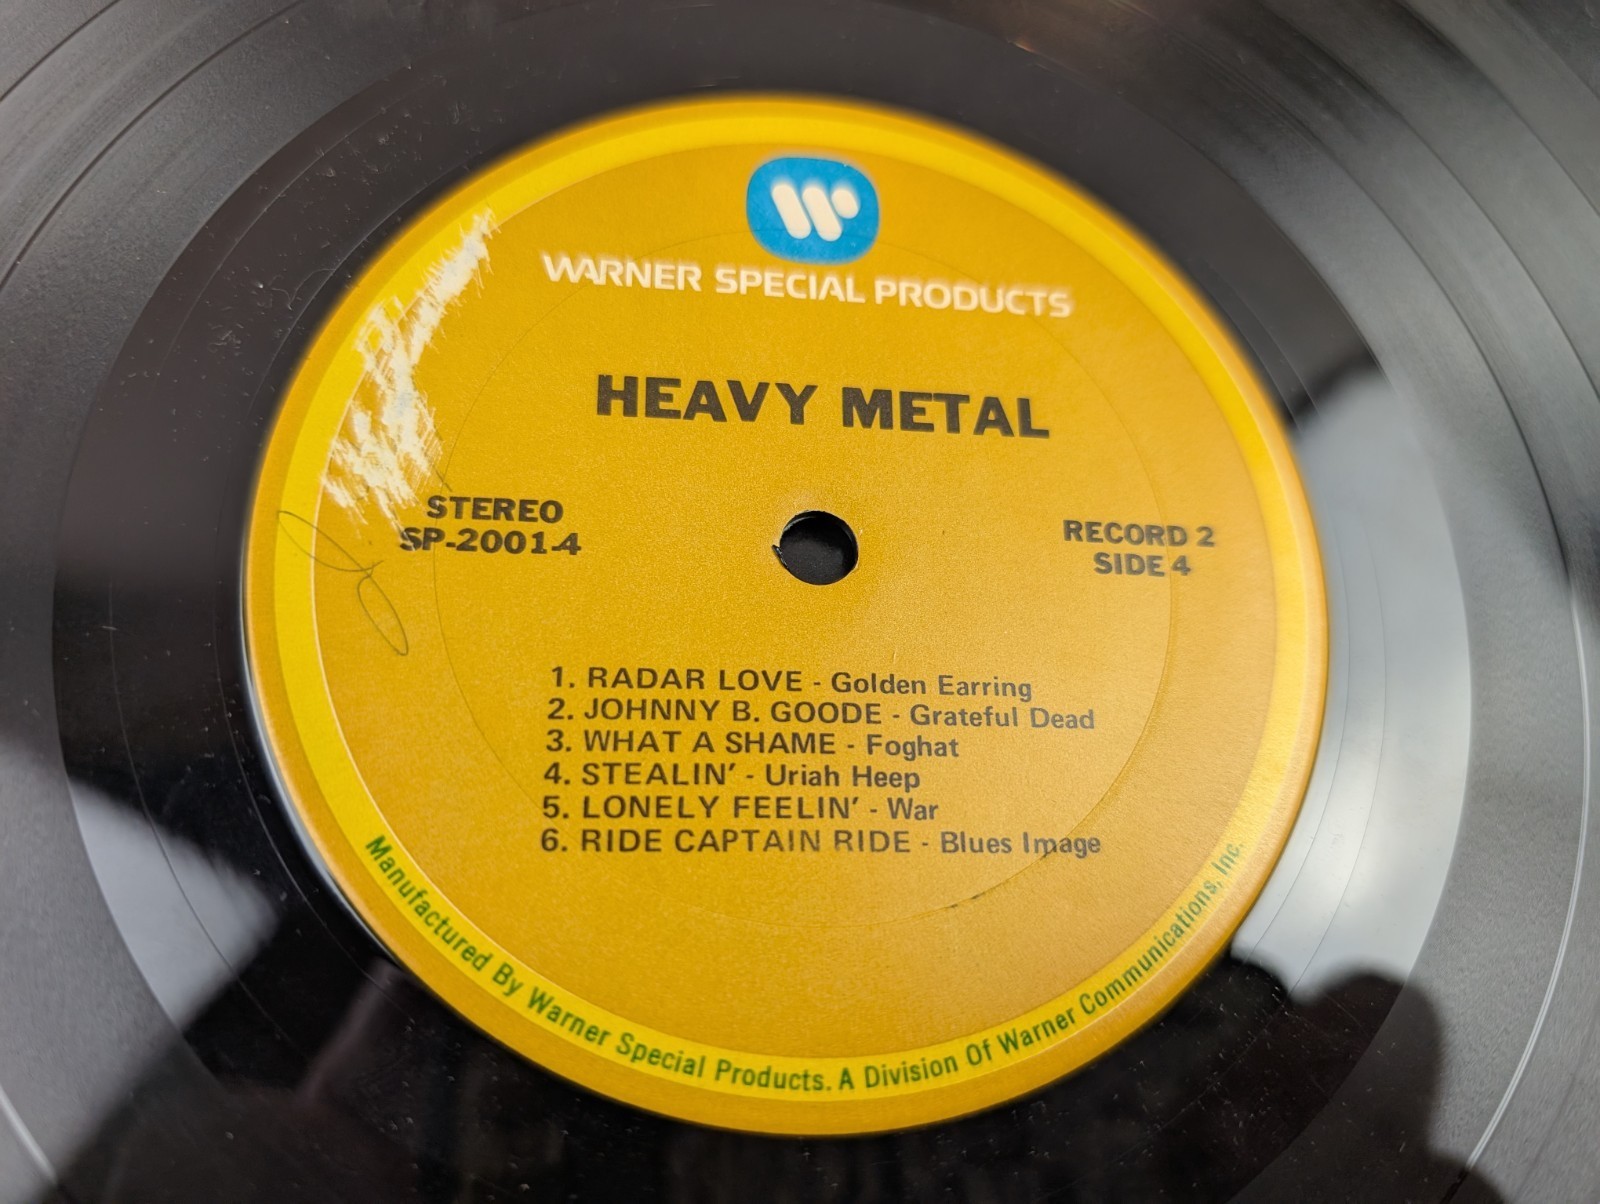 WARNER SPECIAL PRODUCTS
HEAVY METAL
STEREO
SP-2001-4
RECORD 2
SIDE 4
1. RADAR LOVE - Golden Earring
2. JOHNNY B. GOODE - Grateful Dead
3. WHAT A SHAME - Foghat
4. STEALIN' - Uriah Heep
5. LONELY FEELIN' - War
6. RIDE CAPTAIN RIDE - Blues Image
Manufactured By Warner Special Products. A Division Of Warner Communications, Inc.